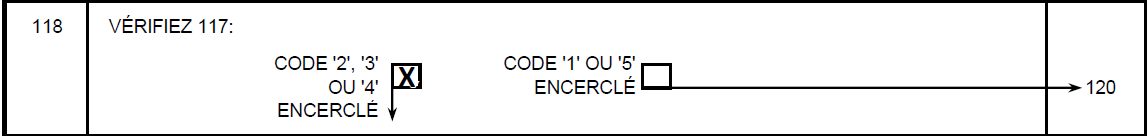 118 VÉRIFIEZ 117:
CODE '2', '3'
OU '4'
ENCERCLÉ
X
CODE '1' OU '5'
ENCERCLÉ
120